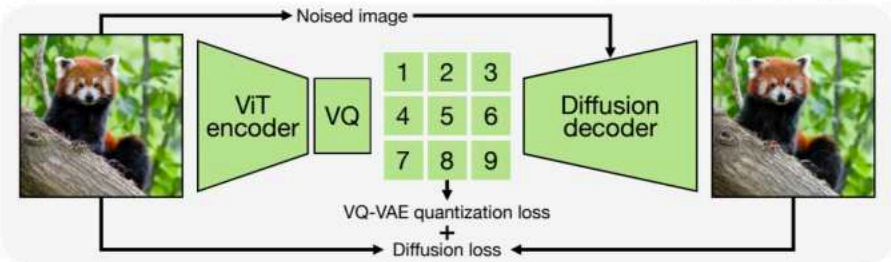 Noised image
ViT
encoder
VQ
1 2 3
4 5 6
7 8 9
Diffusion
decoder
VQ-VAE quantization loss
+
Diffusion loss